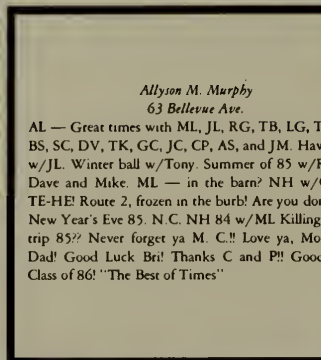 Allyson M. Murphy
63 Bellevue Ave.
AL — Great times with ML, JL, RG, TB, LG, T
BS, SC, DV, TK, GC, JC, CP, AS, and JM. Hav
w/JL. Winter ball w/Tony. Summer of 85 w/
Dave and Mike. ML — in the barn? NH w/
TE-HE! Route 2, frozen in the burb! Are you do
New Year's Eve 85. N.C. NH 84 w/ML Killing
trip 85?? Never forget ya M. C.!! Love ya, Mo
Dad! Good Luck Bri! Thanks C and P!! Good
Class of 86! "The Best of Times"